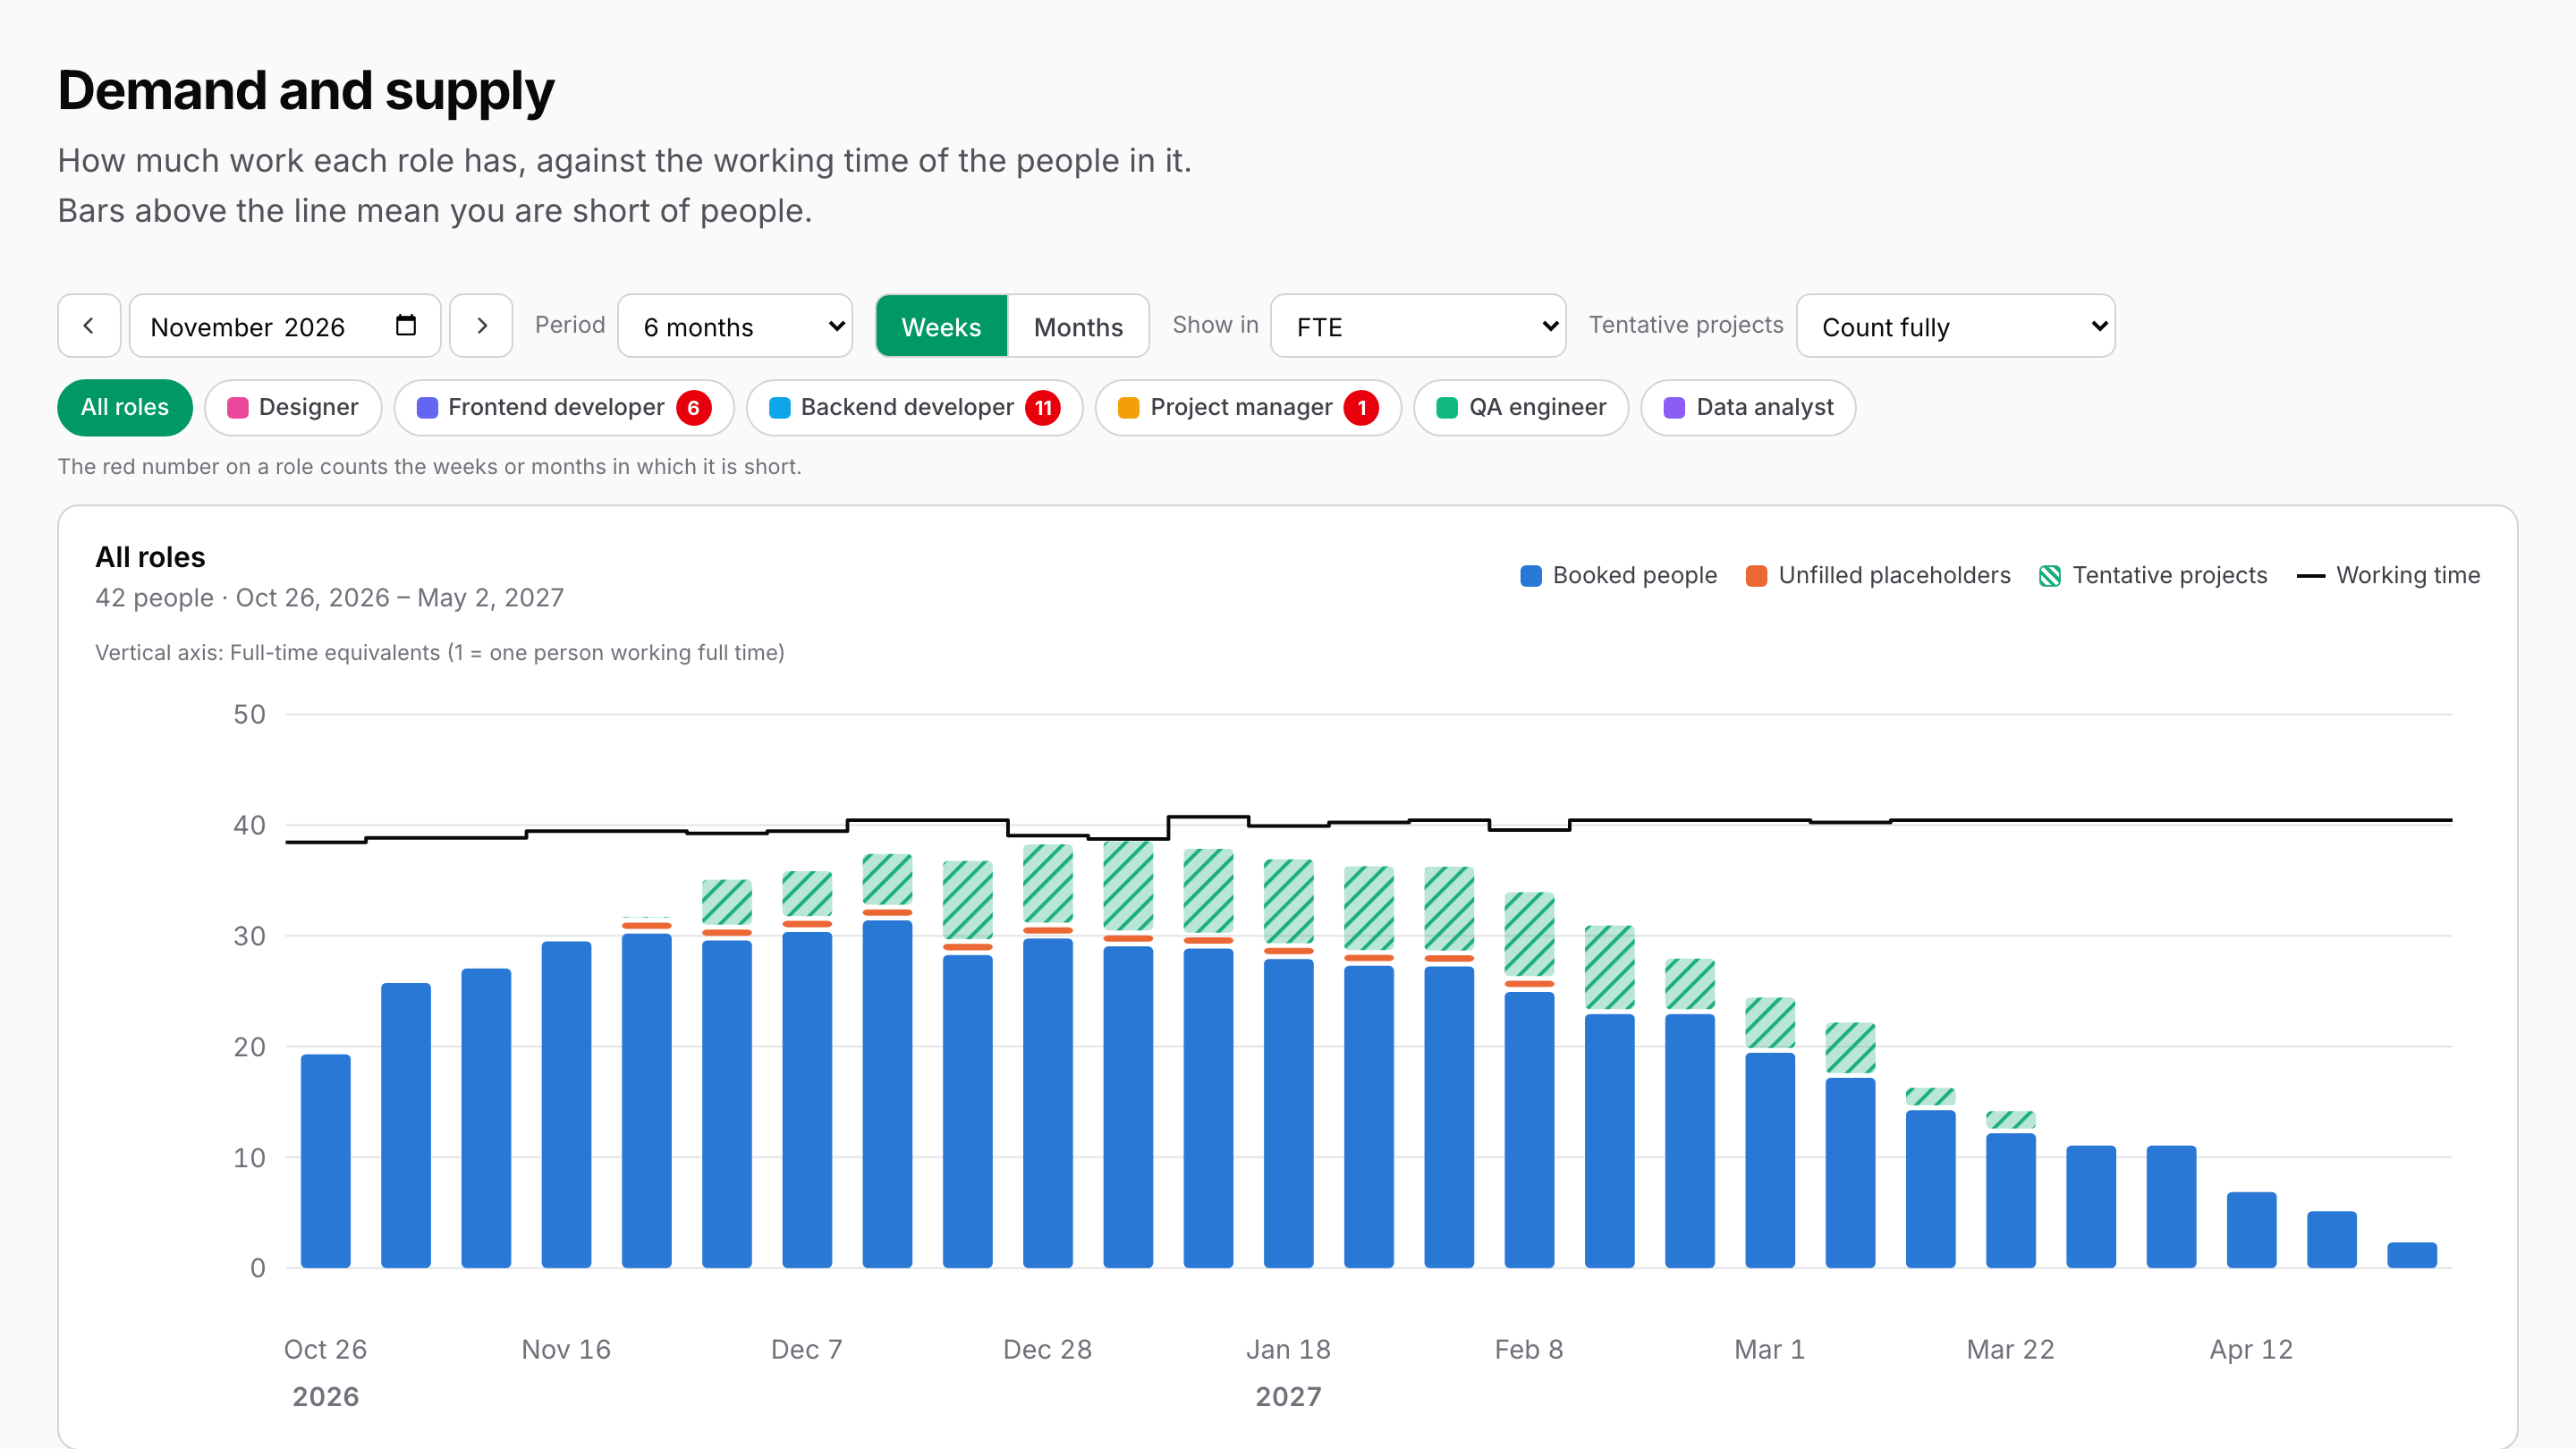 Demand and supply
How much work each role has, against the working time of the people in it.
Bars above the line mean you are short of people.
November 2026 Period 6 months Weeks Months Show in FTE Tentative projects Count fully
All roles Designer Frontend developer 6 Backend developer 11 Project manager 1 QA engineer Data analyst
The red number on a role counts the weeks or months in which it is short.
All roles
42 people · Oct 26, 2026 – May 2, 2027
Booked people Unfilled placeholders Tentative projects Working time
Vertical axis: Full-time equivalents (1 = one person working full time)
50
40
30
20
10
0
Oct 26 Nov 16 Dec 7 Dec 28 Jan 18 Feb 8 Mar 1 Mar 22 Apr 12
2026 2027